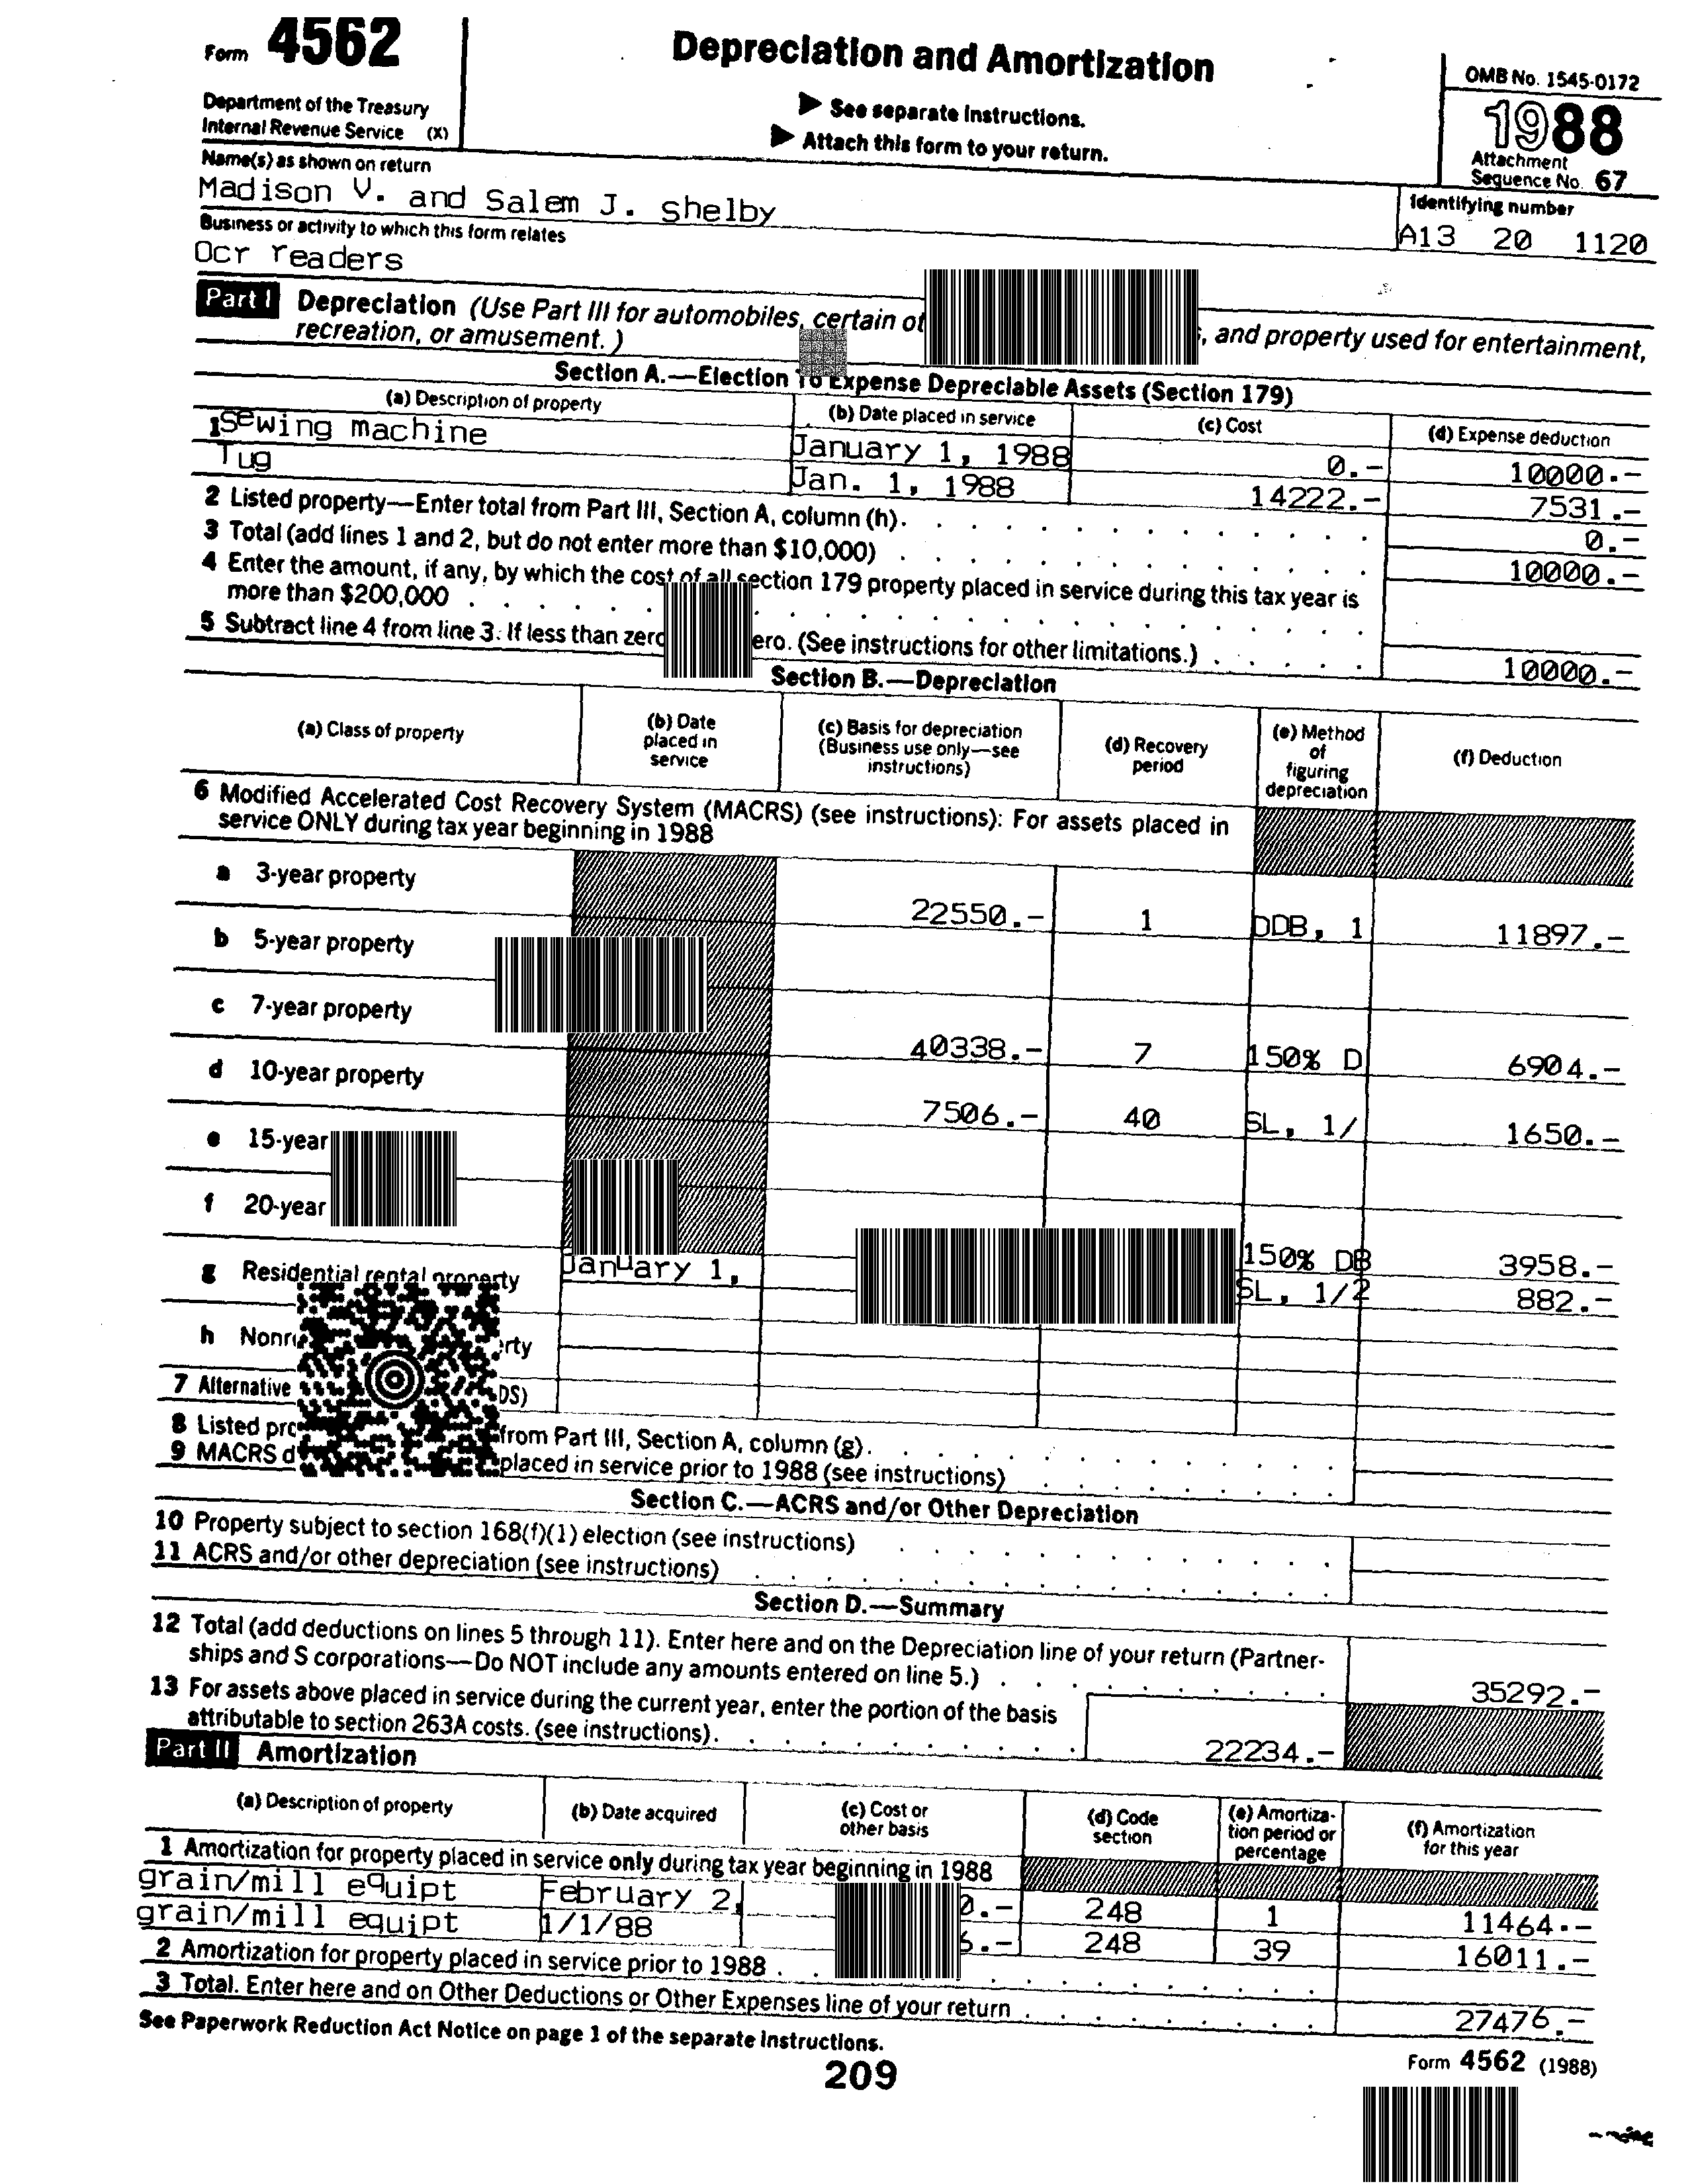 Form 4562
Department of the Treasury
Internal Revenue Service (X)
Depreciation and Amortization
▶ See separate instructions.
▶ Attach this form to your return.
OMB No. 1545-0172
1988
Attachment
Sequence No. 67
Name(s) as shown on return
Madison V. and Salem J. Shelby
Identifying number
A13 20 1120
Business or activity to which this form relates
Ocr readers
Part I Depreciation (Use Part III for automobiles, certain ot , and property used for entertainment,
recreation, or amusement.)
Section A.—Election To Expense Depreciable Assets (Section 179)
(a) Description of property (b) Date placed in service (c) Cost (d) Expense deduction
1 Sewing machine January 1, 1988 0.- 10000.-
Tug Jan. 1, 1988 14222.- 7531.-
2 Listed property—Enter total from Part III, Section A, column (h). 0.-
3 Total (add lines 1 and 2, but do not enter more than $10,000) 10000.-
4 Enter the amount, if any, by which the cost of all section 179 property placed in service during this tax year is
more than $200,000
5 Subtract line 4 from line 3. If less than zero ero. (See instructions for other limitations.) 10000.-
Section B.—Depreciation
(a) Class of property
(b) Date
placed in
service
(c) Basis for depreciation
(Business use only—see
instructions)
(d) Recovery
period
(e) Method
of
figuring
depreciation
(f) Deduction
6 Modified Accelerated Cost Recovery System (MACRS) (see instructions): For assets placed in
service ONLY during tax year beginning in 1988
a 3-year property 22550.- 1 DDB, 1 11897.-
b 5-year property
c 7-year property 40338.- 7 150% D 6904.-
d 10-year property 7506.- 40 SL, 1/ 1650.-
e 15-year
f 20-year
g Residential rental property January 1, 150% DB 3958.-
SL, 1/2 882.-
h Nonr erty
7 Alternative DS)
8 Listed pro from Part III, Section A, column (g).
9 MACRS d placed in service prior to 1988 (see instructions)
Section C.—ACRS and/or Other Depreciation
10 Property subject to section 168(f)(1) election (see instructions)
11 ACRS and/or other depreciation (see instructions)
Section D.—Summary
12 Total (add deductions on lines 5 through 11). Enter here and on the Depreciation line of your return (Partner-
ships and S corporations—Do NOT include any amounts entered on line 5.) 35292.-
13 For assets above placed in service during the current year, enter the portion of the basis
attributable to section 263A costs. (see instructions). 22234.-
Part II Amortization
(a) Description of property
(b) Date acquired
(c) Cost or
other basis
(d) Code
section
(e) Amortiza-
tion period or
percentage
(f) Amortization
for this year
1 Amortization for property placed in service only during tax year beginning in 1988
grain/mill equipt February 2, 0.- 248 1 11464.-
grain/mill equipt 1/1/88 6.- 248 39 16011.-
2 Amortization for property placed in service prior to 1988
3 Total. Enter here and on Other Deductions or Other Expenses line of your return 27476.-
See Paperwork Reduction Act Notice on page 1 of the separate instructions.
209
Form 4562 (1988)